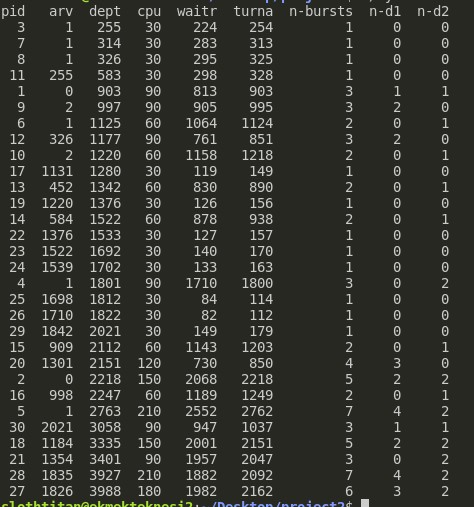 pid arv dept cpu waitr turna n-bursts n-d1 n-d2
3 1 255 30 224 254 1 0 0
7 1 314 30 283 313 1 0 0
8 1 326 30 295 325 1 0 0
11 255 583 30 298 328 1 0 0
1 0 903 90 813 903 3 1 1
9 2 997 90 905 995 3 2 0
6 1 1125 60 1064 1124 2 0 1
12 326 1177 90 761 851 3 2 0
10 2 1220 60 1158 1218 2 0 1
17 1131 1280 30 119 149 1 0 0
13 452 1342 60 830 890 2 0 1
19 1220 1376 30 126 156 1 0 0
14 584 1522 60 878 938 2 0 1
22 1376 1533 30 127 157 1 0 0
23 1522 1692 30 140 170 1 0 0
24 1539 1702 30 133 163 1 0 0
4 1 1801 90 1710 1800 3 0 2
25 1698 1812 30 84 114 1 0 0
26 1710 1822 30 82 112 1 0 0
29 1842 2021 30 149 179 1 0 0
15 909 2112 60 1143 1203 2 0 1
20 1301 2151 120 730 850 4 3 0
2 0 2218 150 2068 2218 5 2 2
16 998 2247 60 1189 1249 2 0 1
5 1 2763 210 2552 2762 7 4 2
30 2021 3058 90 947 1037 3 1 1
18 1184 3335 150 2001 2151 5 2 2
21 1354 3401 90 1957 2047 3 0 2
28 1835 3927 210 1882 2092 7 4 2
27 1826 3988 180 1982 2162 6 3 2
slothtitan@ekmekteknesi2:~/Desktop/project2$